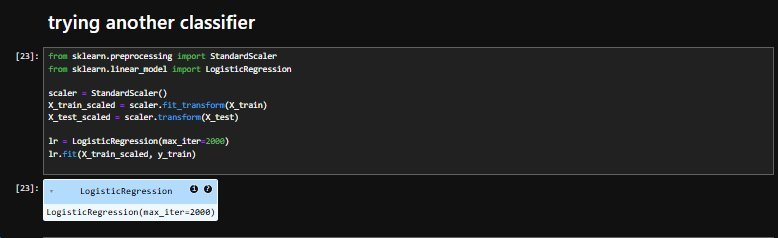 trying another classifier
[23]:
from sklearn.preprocessing import StandardScaler
from sklearn.linear_model import LogisticRegression
scaler = StandardScaler()
X_train_scaled = scaler.fit_transform(X_train)
X_test_scaled = scaler.transform(X_test)
lr = LogisticRegression(max_iter=2000)
lr.fit(X_train_scaled, y_train)
[23]:
LogisticRegression i ?
LogisticRegression(max_iter=2000)